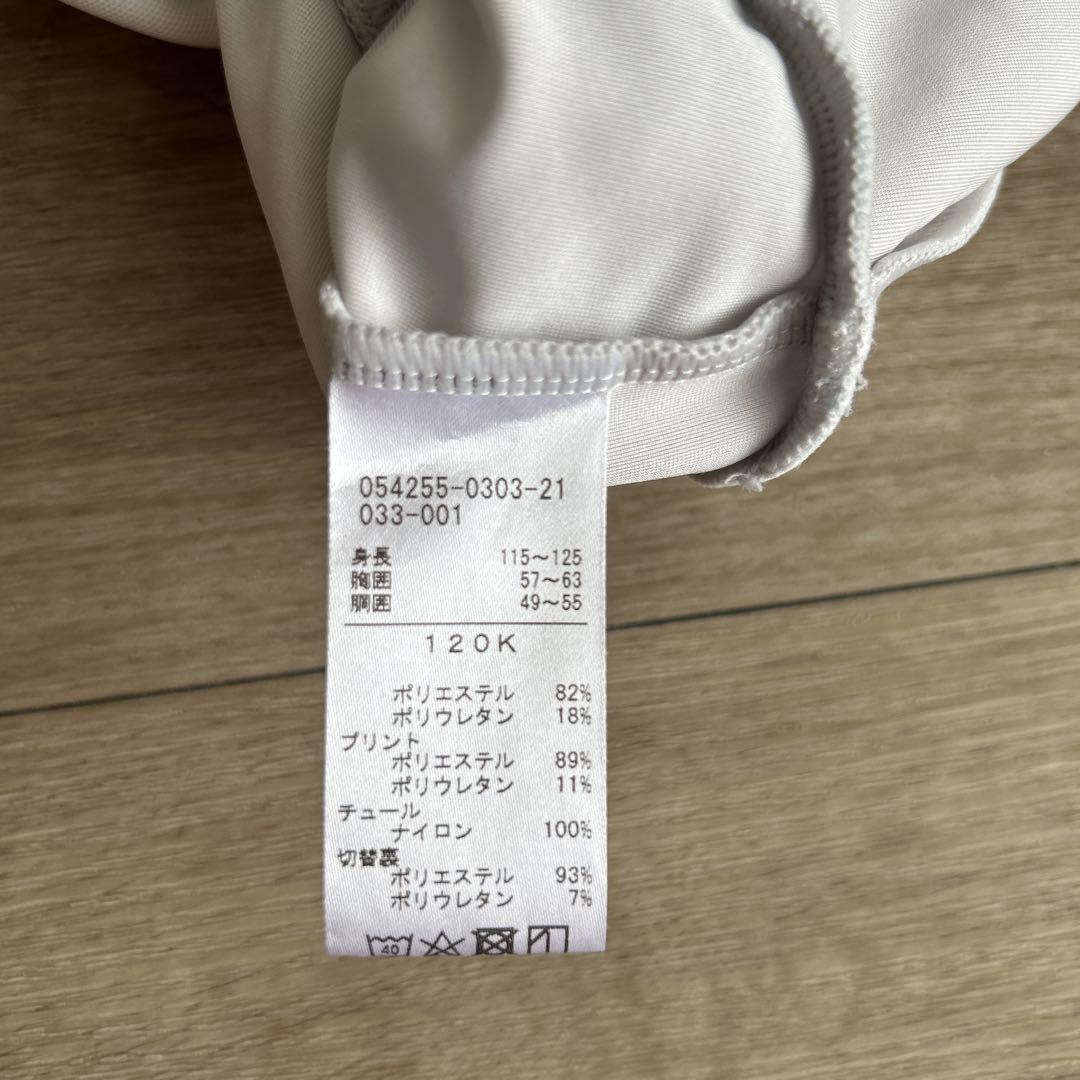 054255-0303-21
033-001
身長 115～125
胸囲 57～63
胴囲 49～55
120K
ポリエステル 82%
ポリウレタン 18%
プリント
ポリエステル 89%
ポリウレタン 11%
チュール
ナイロン 100%
切替裏
ポリエステル 93%
ポリウレタン 7%
40